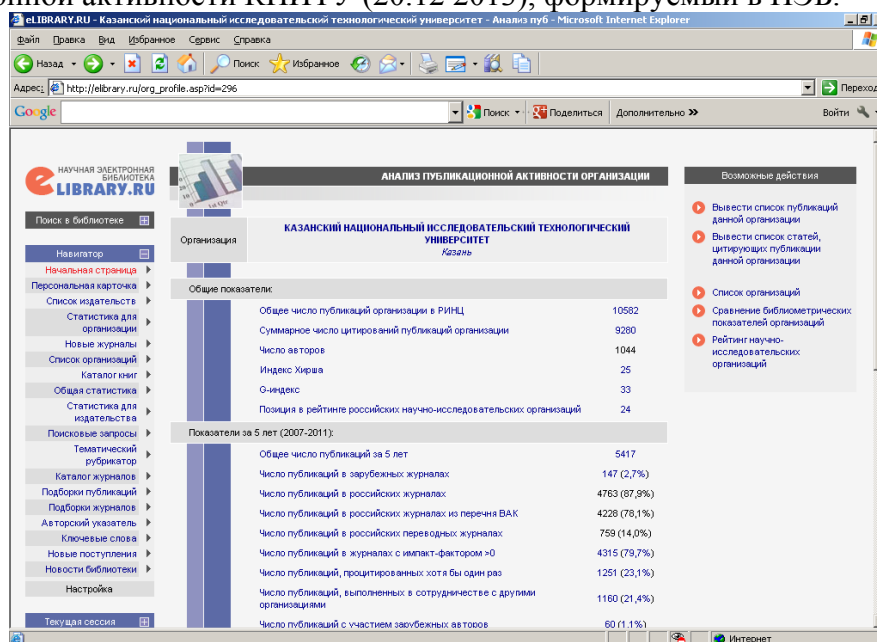 онной активности КНИТУ (20.12 2013), формируемый в НЭБ.
eLIBRARY.RU - Казанский национальный исследовательский технологический университет - Анализ пуб - Microsoft Internet Explorer
Файл Правка Вид Избранное Сервис Справка
Назад Поиск Избранное
Адрес: http://elibrary.ru/org_profile.asp?id=296 Переход
Google Поиск Поделиться Дополнительно » Войти
НАУЧНАЯ ЭЛЕКТРОННАЯ
БИБЛИОТЕКА
LIBRARY.RU
Поиск в библиотеке
Навигатор
Начальная страница
Персональная карточка
Список издательств
Статистика для
организации
Новые журналы
Список организаций
Каталог книг
Общая статистика
Статистика для
издательства
Поисковые запросы
Тематический
рубрикатор
Каталог журналов
Подборки публикаций
Подборки журналов
Авторский указатель
Ключевые слова
Новые поступления
Новости библиотеки
Настройка
Текущая сессия
АНАЛИЗ ПУБЛИКАЦИОННОЙ АКТИВНОСТИ ОРГАНИЗАЦИИ
Организация
КАЗАНСКИЙ НАЦИОНАЛЬНЫЙ ИССЛЕДОВАТЕЛЬСКИЙ ТЕХНОЛОГИЧЕСКИЙ
УНИВЕРСИТЕТ
Казань
Общие показатели:
Общее число публикаций организации в РИНЦ 10582
Суммарное число цитирований публикаций организации 9280
Число авторов 1044
Индекс Хирша 25
G-индекс 33
Позиция в рейтинге российских научно-исследовательских организаций 24
Показатели за 5 лет (2007-2011):
Общее число публикаций за 5 лет 5417
Число публикаций в зарубежных журналах 147 (2,7%)
Число публикаций в российских журналах 4763 (87,9%)
Число публикаций в российских журналах из перечня ВАК 4228 (78,1%)
Число публикаций в российских переводных журналах 759 (14,0%)
Число публикаций в журналах с импакт-фактором >0 4315 (79,7%)
Число публикаций, процитированных хотя бы один раз 1251 (23,1%)
Число публикаций, выполненных в сотрудничестве с другими
организациями 1160 (21,4%)
Число публикаций с участием зарубежных авторов 60 (1,1%)
Возможные действия
Вывести список публикаций
данной организации
Вывести список статей,
цитирующих публикации
данной организации
Список организаций
Сравнение библиометрических
показателей организаций
Рейтинг научно-
исследовательских
организаций
Интернет